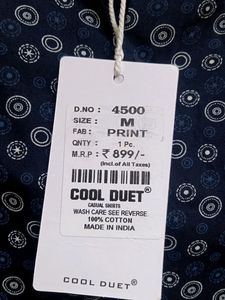 D.NO : 4500
SIZE : M
FAB : PRINT
QNTY : 1 Pc.
M.R.P : ₹ 899/-
(Incl.of All Taxes)
COOL DUET®
CASUAL SHIRTS
WASH CARE SEE REVERSE
100% COTTON
MADE IN INDIA
COOL DUET®